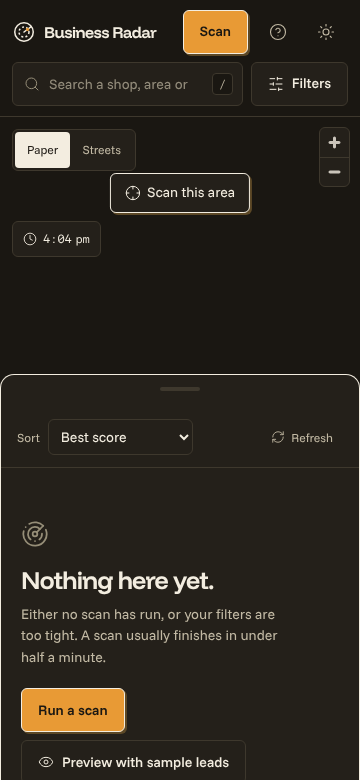 Business Radar
Scan
Search a shop, area or
/
Filters
Paper
Streets
Scan this area
4:04 pm
Sort
Best score
Refresh
Nothing here yet.
Either no scan has run, or your filters are
too tight. A scan usually finishes in under
half a minute.
Run a scan
Preview with sample leads